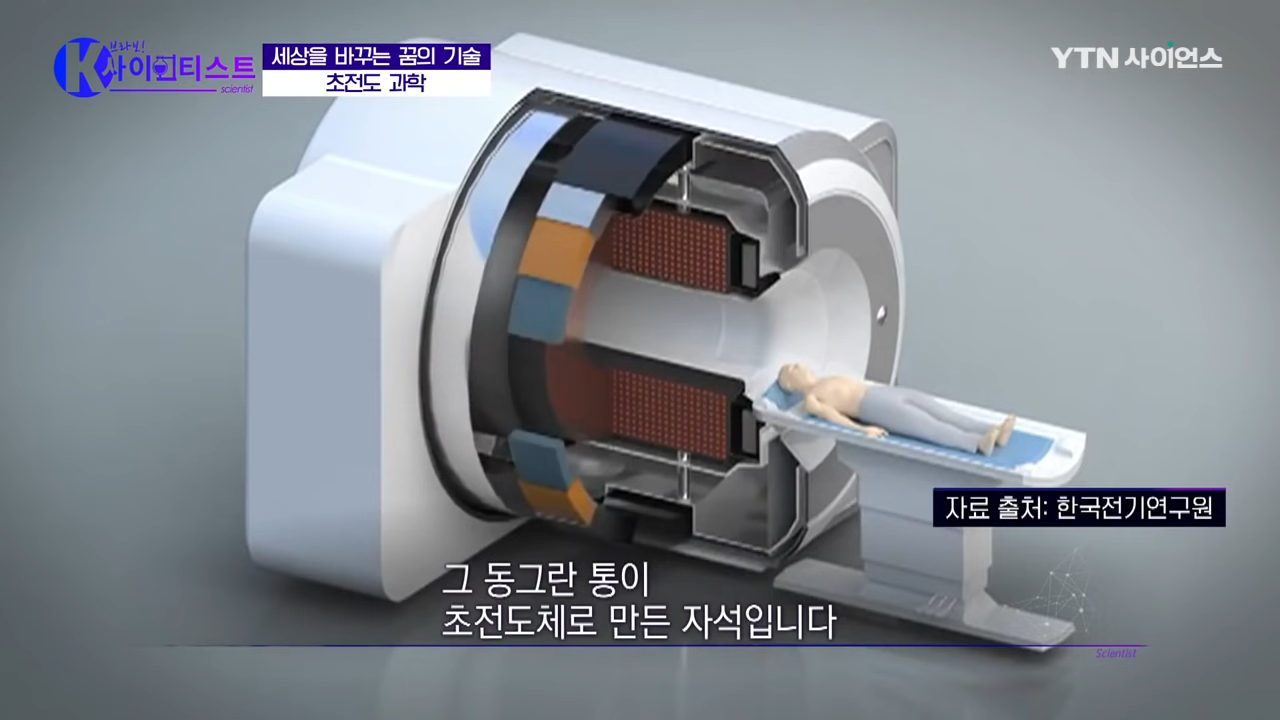 브라보!
K사이언티스트
scientist
세상을 바꾸는 꿈의 기술
초전도 과학
YTN 사이언스
자료 출처: 한국전기연구원
그 동그란 통이
초전도체로 만든 자석입니다
Scientist